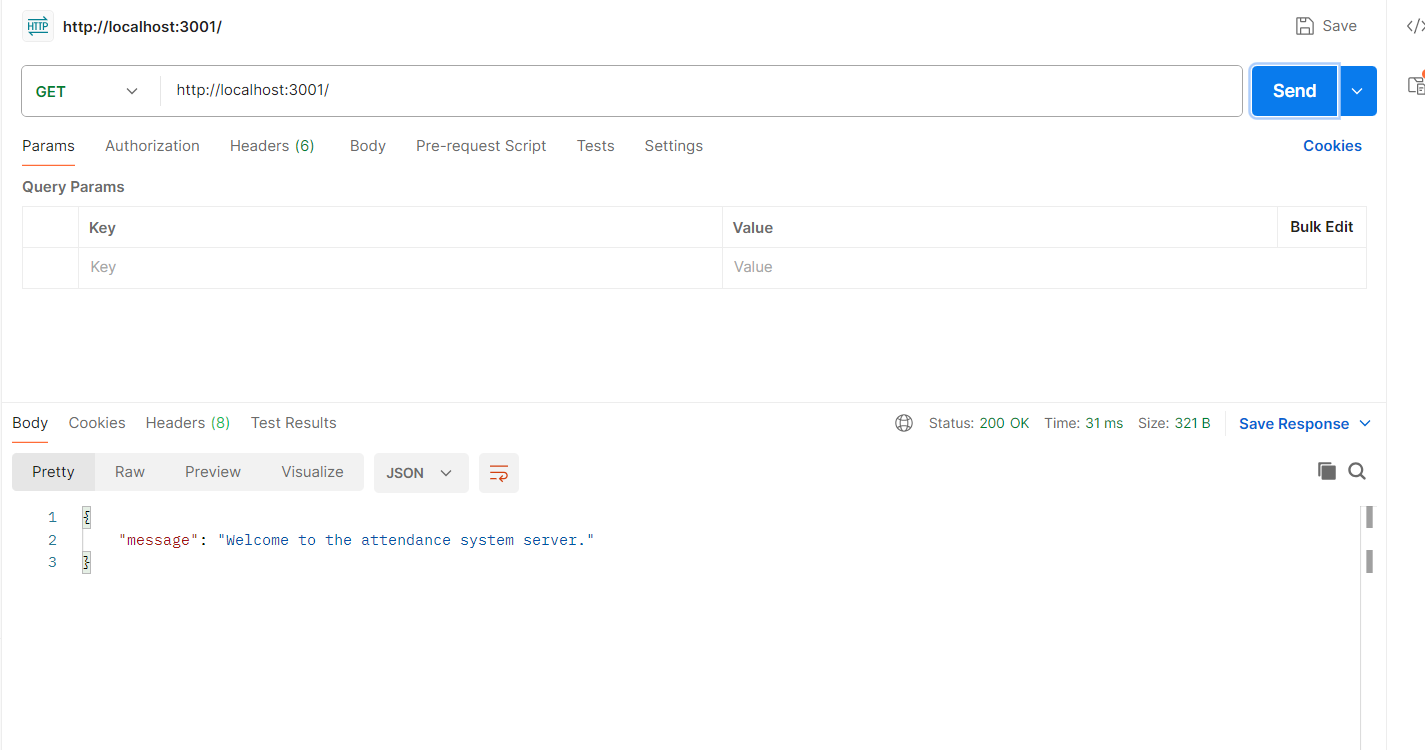 HTTP http://localhost:3001/ Save
GET http://localhost:3001/ Send
Params Authorization Headers (6) Body Pre-request Script Tests Settings Cookies
Query Params
Key Value Bulk Edit
Key Value
Body Cookies Headers (8) Test Results Status: 200 OK Time: 31 ms Size: 321 B Save Response
Pretty Raw Preview Visualize JSON
1 {
2 "message": "Welcome to the attendance system server."
3 }